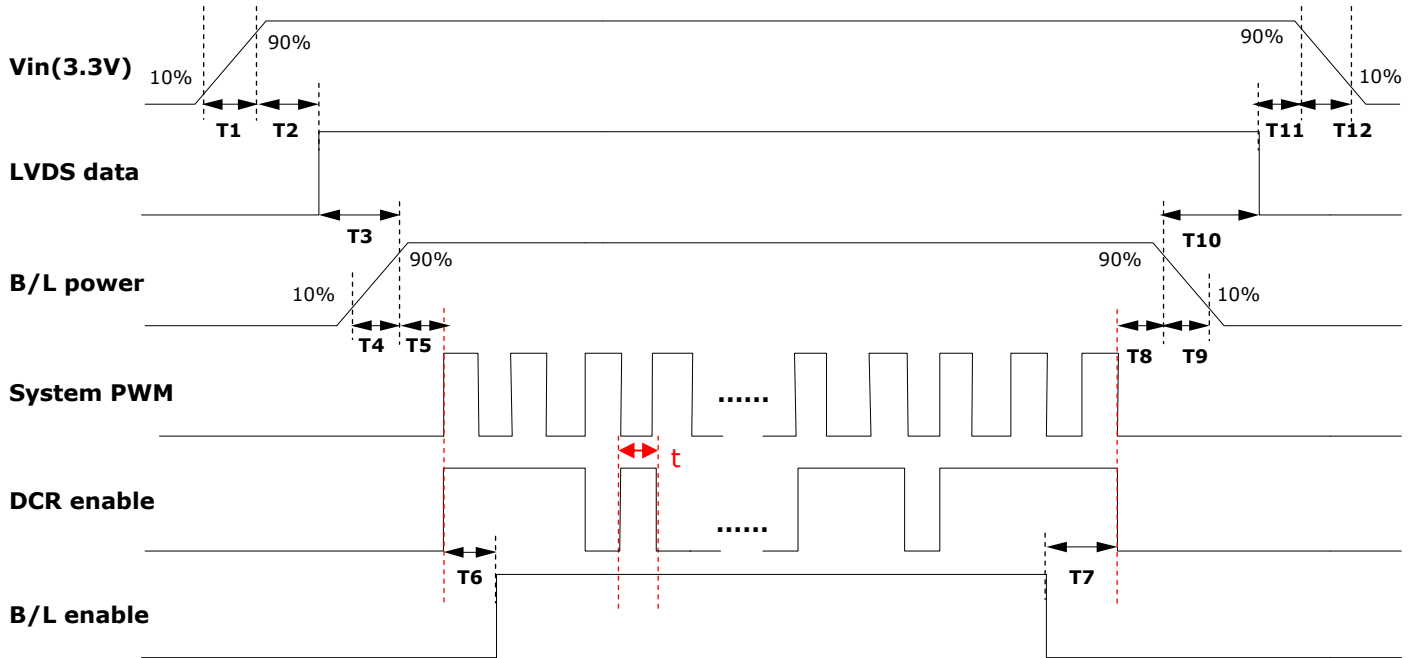 90%
90%
Vin(3.3V)
10%
10%
T1
T2
T11
T12
LVDS data
T3
T10
90%
90%
B/L power
10%
10%
T4
T5
T8
T9
System PWM
......
t
DCR enable
......
T6
T7
B/L enable